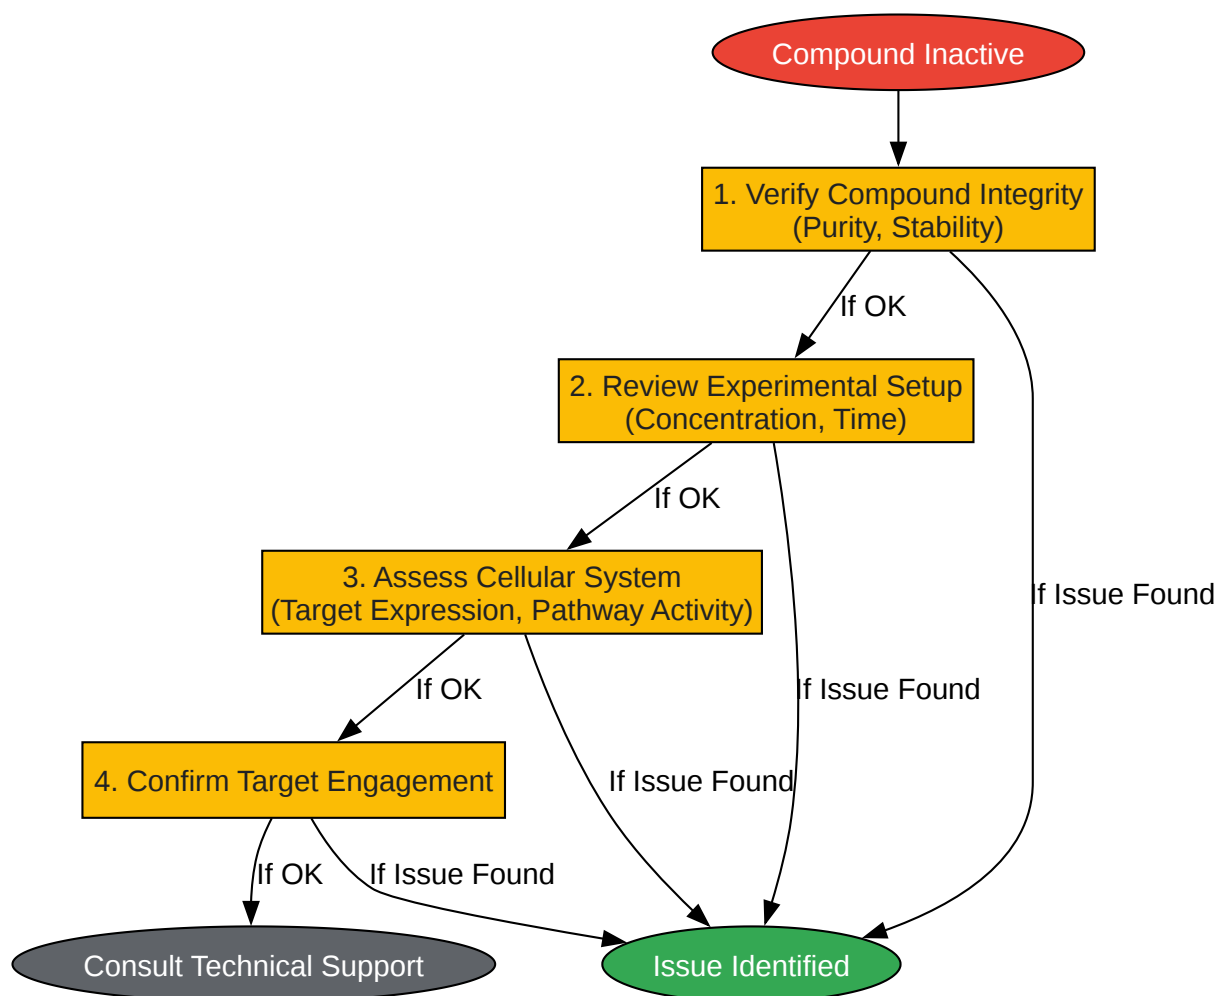 Compound Inactive
1. Verify Compound Integrity
(Purity, Stability)
If OK
2. Review Experimental Setup
(Concentration, Time)
If OK
3. Assess Cellular System
(Target Expression, Pathway Activity)
If Issue Found
If OK
If Issue Found
4. Confirm Target Engagement
If Issue Found
If OK
If Issue Found
Consult Technical Support
Issue Identified